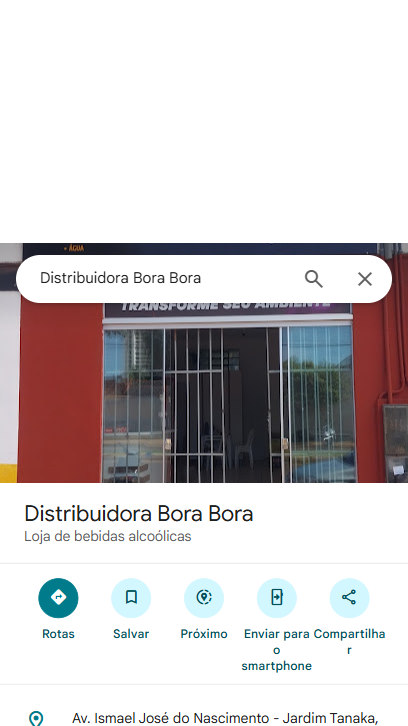 + ÁGUA
Distribuidora Bora Bora
TRANSFORME SEU AMBIENTE
Distribuidora Bora Bora
Loja de bebidas alcoólicas
Rotas
Salvar
Próximo
Enviar para
o
smartphone
Compartilha
r
Av. Ismael José do Nascimento - Jardim Tanaka,